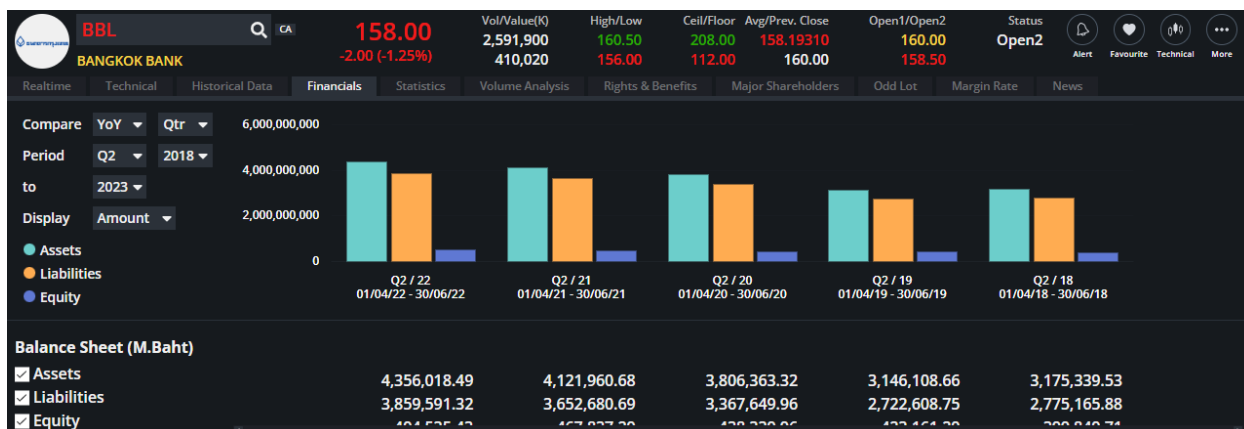 BBL CA
BANGKOK BANK
158.00
-2.00 (-1.25%)
Vol/Value(K) High/Low Ceil/Floor Avg/Prev. Close Open1/Open2 Status
2,591,900 160.50 208.00 158.19310 160.00 Open2
410,020 156.00 112.00 160.00 158.50
Alert Favourite Technical More
Realtime Technical Historical Data Financials Statistics Volume Analysis Rights & Benefits Major Shareholders Odd Lot Margin Rate News
Compare YoY Qtr
Period Q2 2018
to 2023
Display Amount
Assets
Liabilities
Equity
6,000,000,000
4,000,000,000
2,000,000,000
0
Q2 / 22 Q2 / 21 Q2 / 20 Q2 / 19 Q2 / 18
01/04/22 - 30/06/22 01/04/21 - 30/06/21 01/04/20 - 30/06/20 01/04/19 - 30/06/19 01/04/18 - 30/06/18
Balance Sheet (M.Baht)
Assets 4,356,018.49 4,121,960.68 3,806,363.32 3,146,108.66 3,175,339.53
Liabilities 3,859,591.32 3,652,680.69 3,367,649.96 2,722,608.75 2,775,165.88
Equity